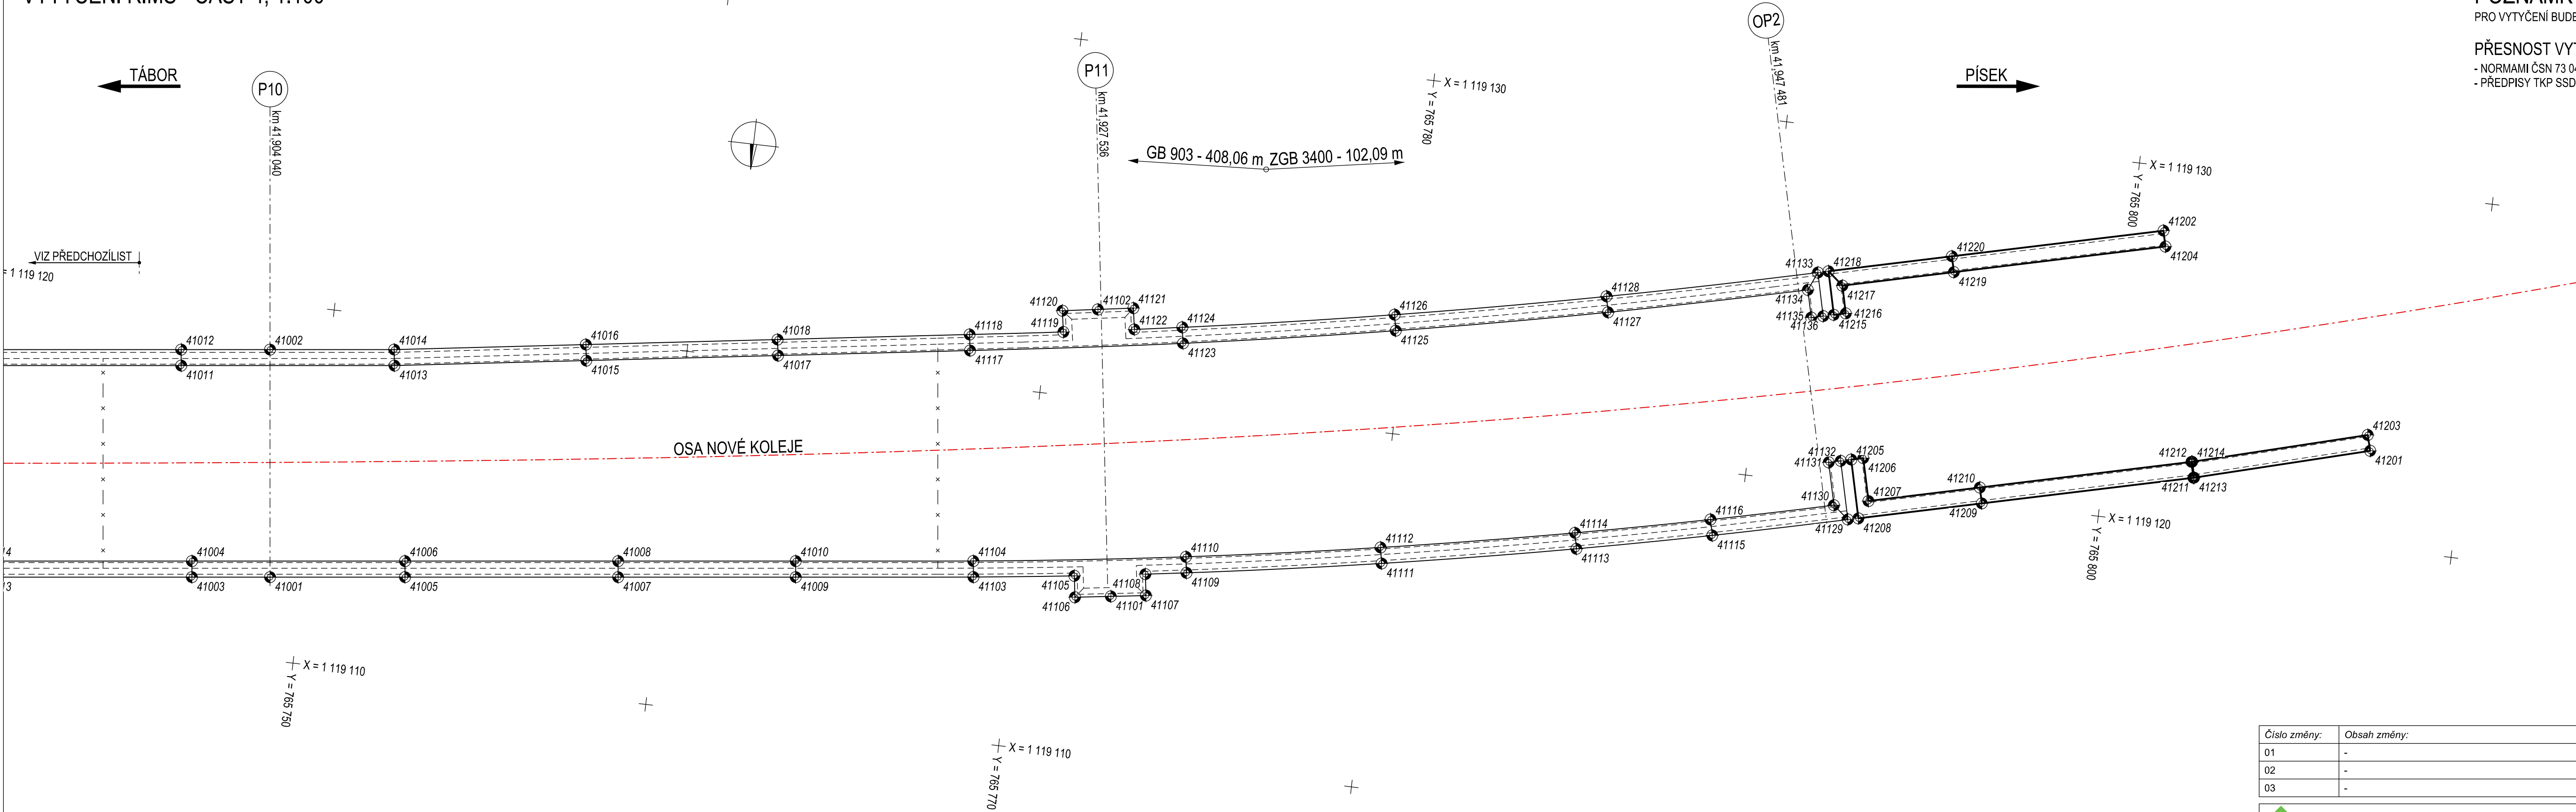 TÁBOR
P10
km 41,904 040
P11
km 41,927 536
X = 1 119 130
Y = 765 780
GB 903 - 408,06 m
ZGB 3400 - 102,09 m
OP2
km 41,947 481
PÍSEK
PRO VYTYČENÍ BUDE
PŘESNOST VYT
- NORMAMI ČSN 73 04
- PŘEDPISY TKP SSD
X = 1 119 130
Y = 765 800
VIZ PŘEDCHOZÍLIST
= 1 119 120
41012
41002
41014
41016
41018
41118
41120
41102
41121
41119
41122
41124
41126
41128
41133
41218
41220
41202
41204
41219
41217
41134
41135
41136
41215
41216
41011
41013
41015
41017
41117
41123
41125
41127
OSA NOVÉ KOLEJE
41132
41131
41205
41206
41207
41210
41212
41214
41203
41201
41211
41213
41209
41208
41129
41130
41116
41114
41112
41110
41104
41010
41008
41006
41004
14
13
41003
41001
41005
41007
41009
41103
41105
41106
41108
41101
41107
41109
41111
41113
41115
X = 1 119 120
Y = 765 800
X = 1 119 110
Y = 765 750
X = 1 119 110
Y = 765 770
Číslo změny:
Obsah změny:
01
-
02
-
03
-